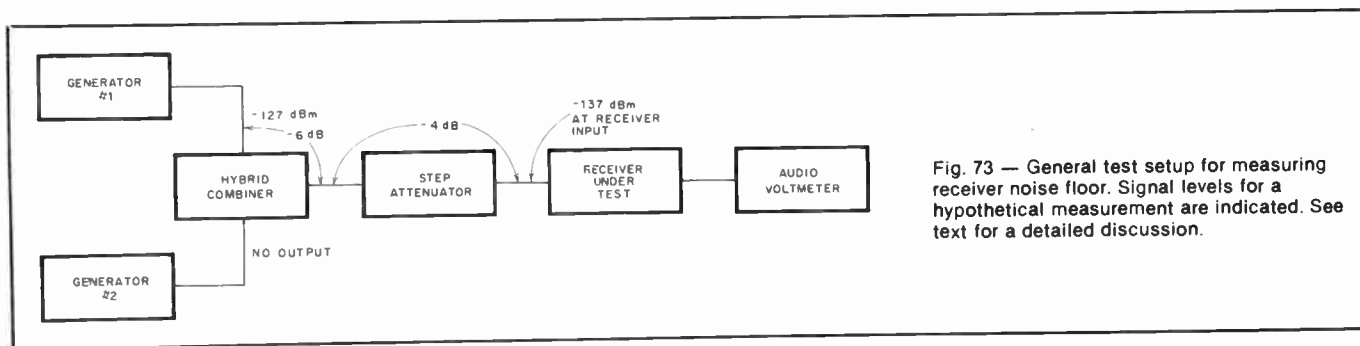 GENERATOR
#1
-127 dBm
-6 dB
-4 dB
-137 dBm
AT RECEIVER
INPUT
HYBRID
COMBINER
STEP
ATTENUATOR
RECEIVER
UNDER
TEST
AUDIO
VOLTMETER
NO OUTPUT
GENERATOR
#2
Fig. 73 — General test setup for measuring
receiver noise floor. Signal levels for a
hypothetical measurement are indicated. See
text for a detailed discussion.